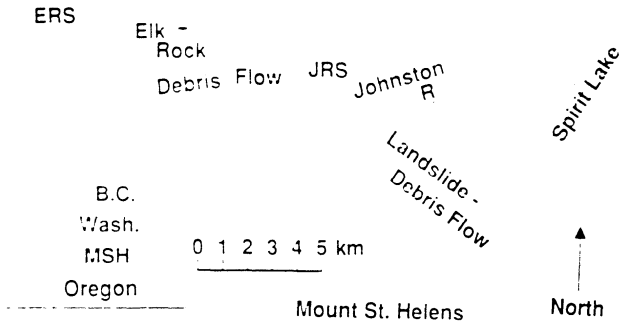 ERS
Elk -
Rock
Debris Flow
JRS
Johnston
R
Spirit Lake
Landslide -
Debris Flow
B.C.
Wash.
MSH
Oregon
0 1 2 3 4 5 km
Mount St. Helens
North